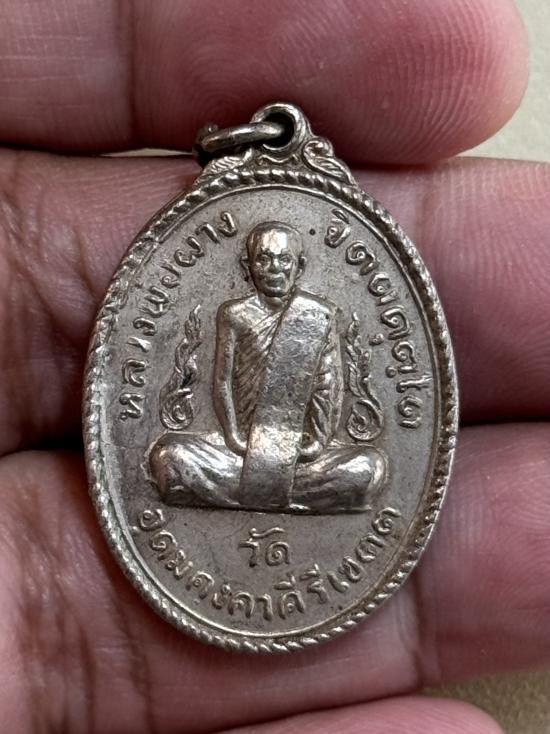 หลวงพ่อผาง จิตตคุตฺโต
วัด
อุดมคงคาคีรีเขตต